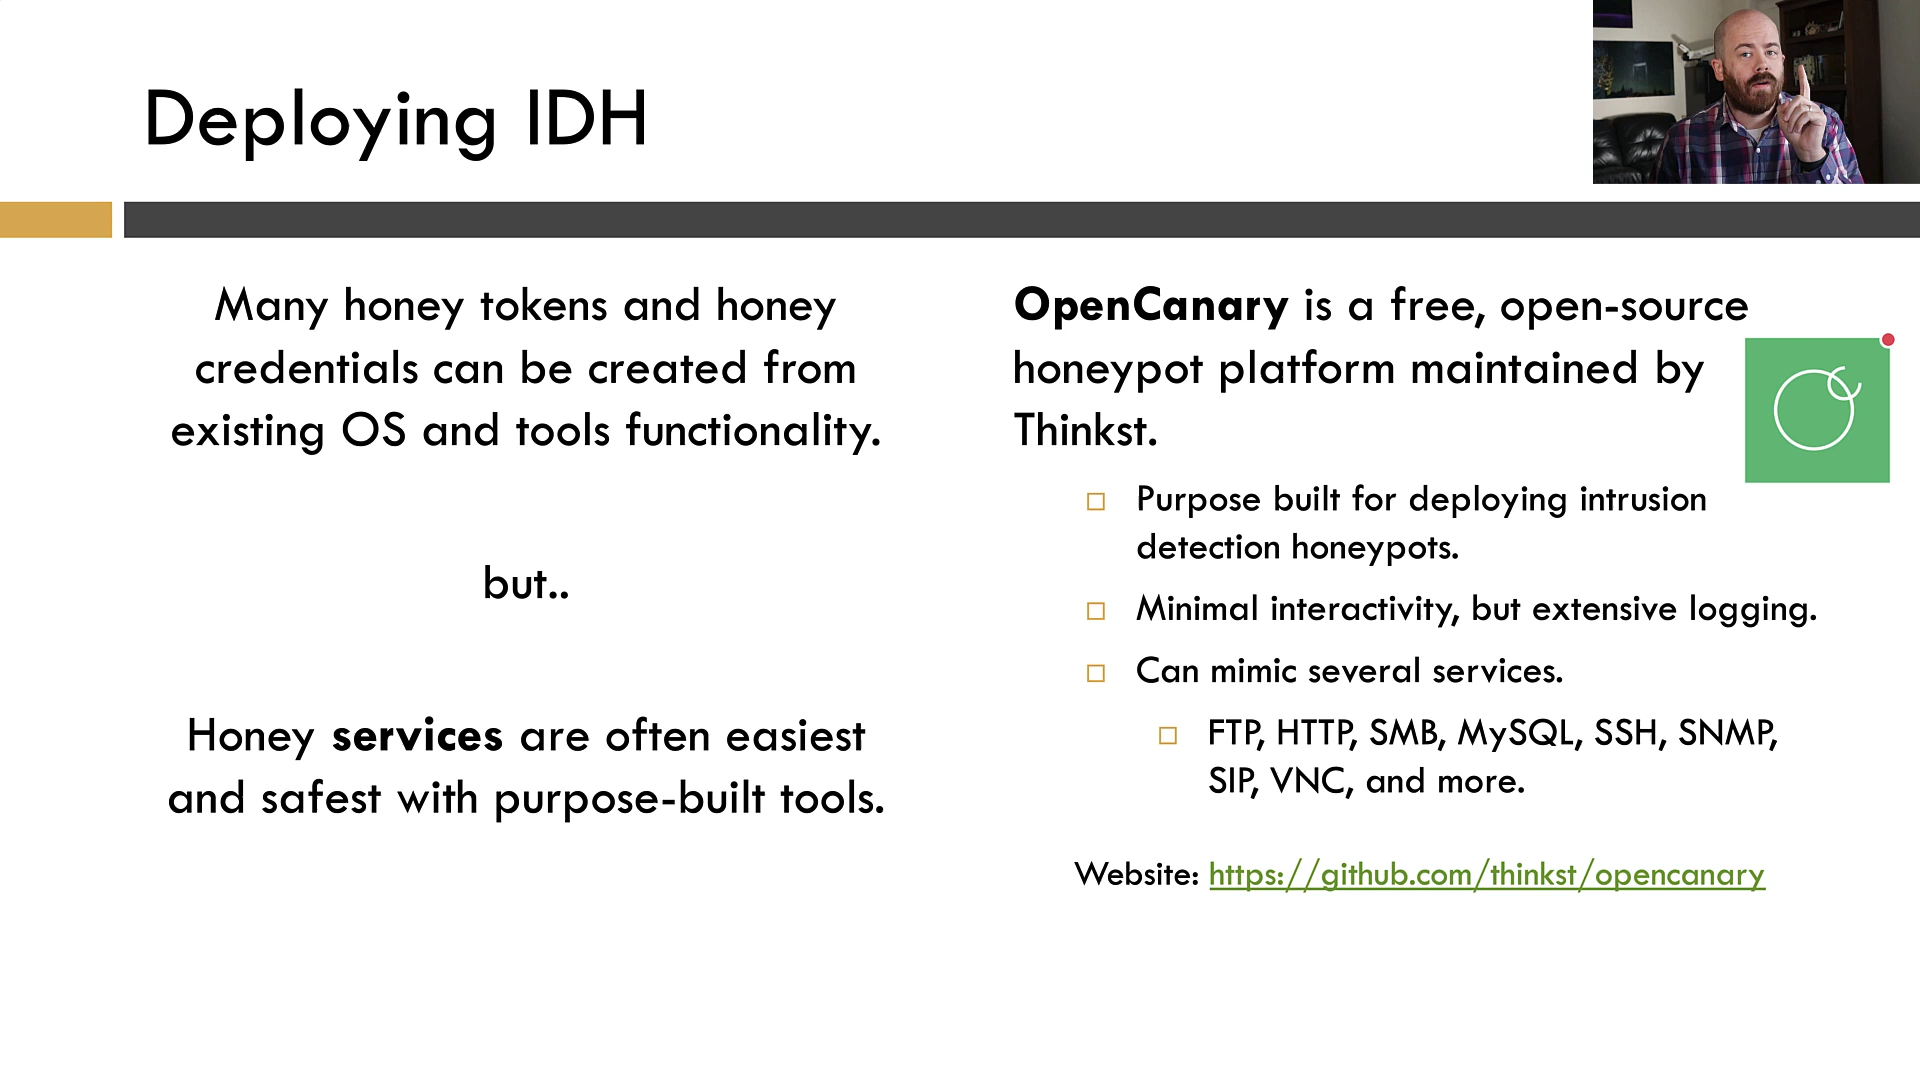 Deploying IDH
Many honey tokens and honey
credentials can be created from
existing OS and tools functionality.
but..
Honey services are often easiest
and safest with purpose-built tools.
OpenCanary is a free, open-source
honeypot platform maintained by
Thinkst.
Purpose built for deploying intrusion
detection honeypots.
Minimal interactivity, but extensive logging.
Can mimic several services.
FTP, HTTP, SMB, MySQL, SSH, SNMP,
SIP, VNC, and more.
Website: https://github.com/thinkst/opencanary